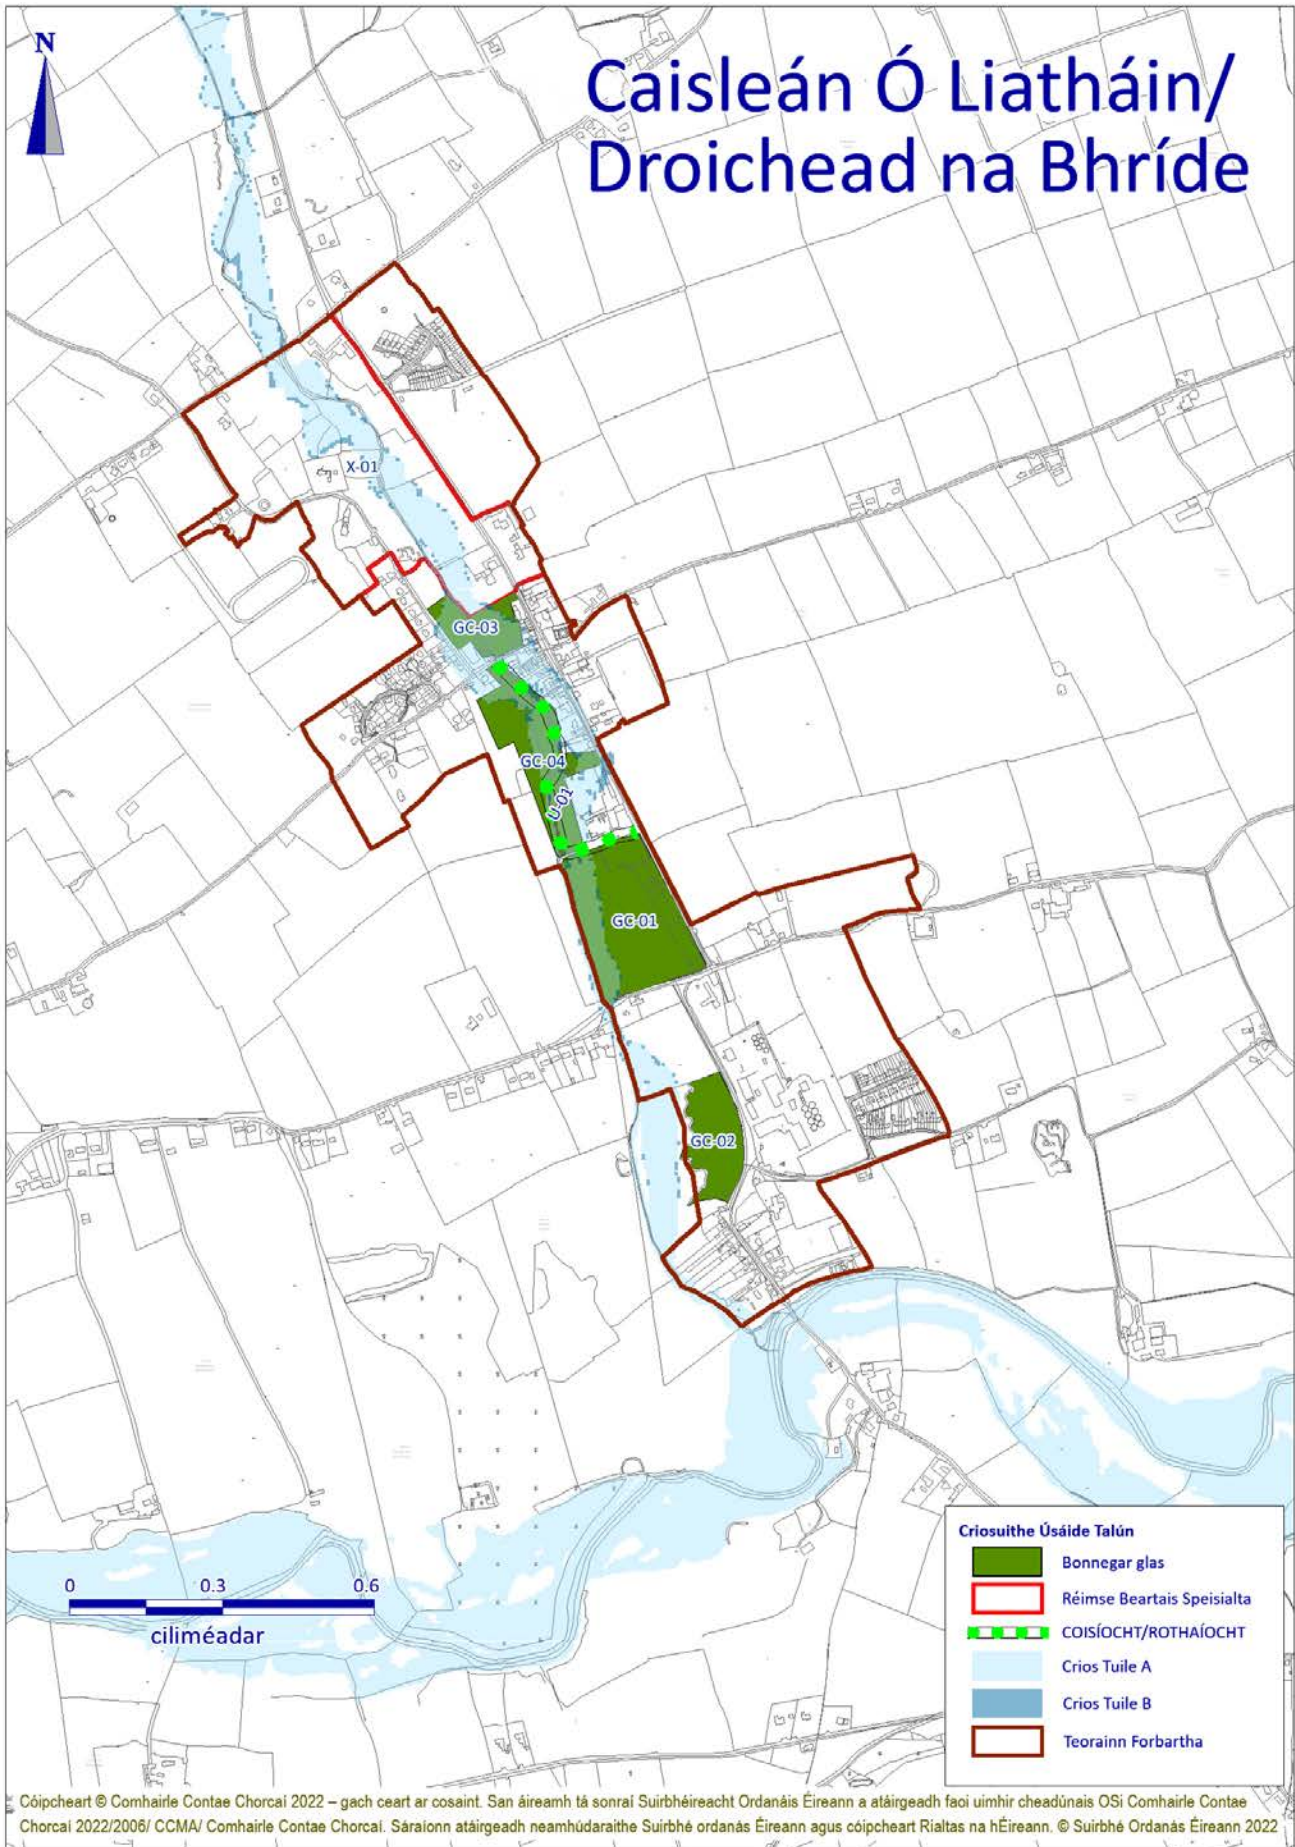 N
Caisleán Ó Liatháin/
Droichead na Bhríde
X-01
GC-03
GC-04
U-01
GC-01
GC-02
0 0.3 0.6
ciliméadar
Criosuithe Úsáide Talún
Bonnegar glas
Réimse Beartais Speisialta
COISÍOCHT/ROTHAÍOCHT
Crios Tuile A
Crios Tuile B
Teorainn Forbartha
Cóipcheart © Comhairle Contae Chorcaí 2022 – gach ceart ar cosaint. San áireamh tá sonraí Suirbhéireacht Ordanáis Éireann a atáirgeadh faoi uimhir cheadúnais OSi Comhairle Contae
Chorcaí 2022/2006/ CCMA/ Comhairle Contae Chorcaí. Sáraíonn atáirgeadh neamhúdaraithe Suirbhé ordanás Éireann agus cóipcheart Rialtas na hÉireann. © Suirbhé Ordanás Éireann 2022